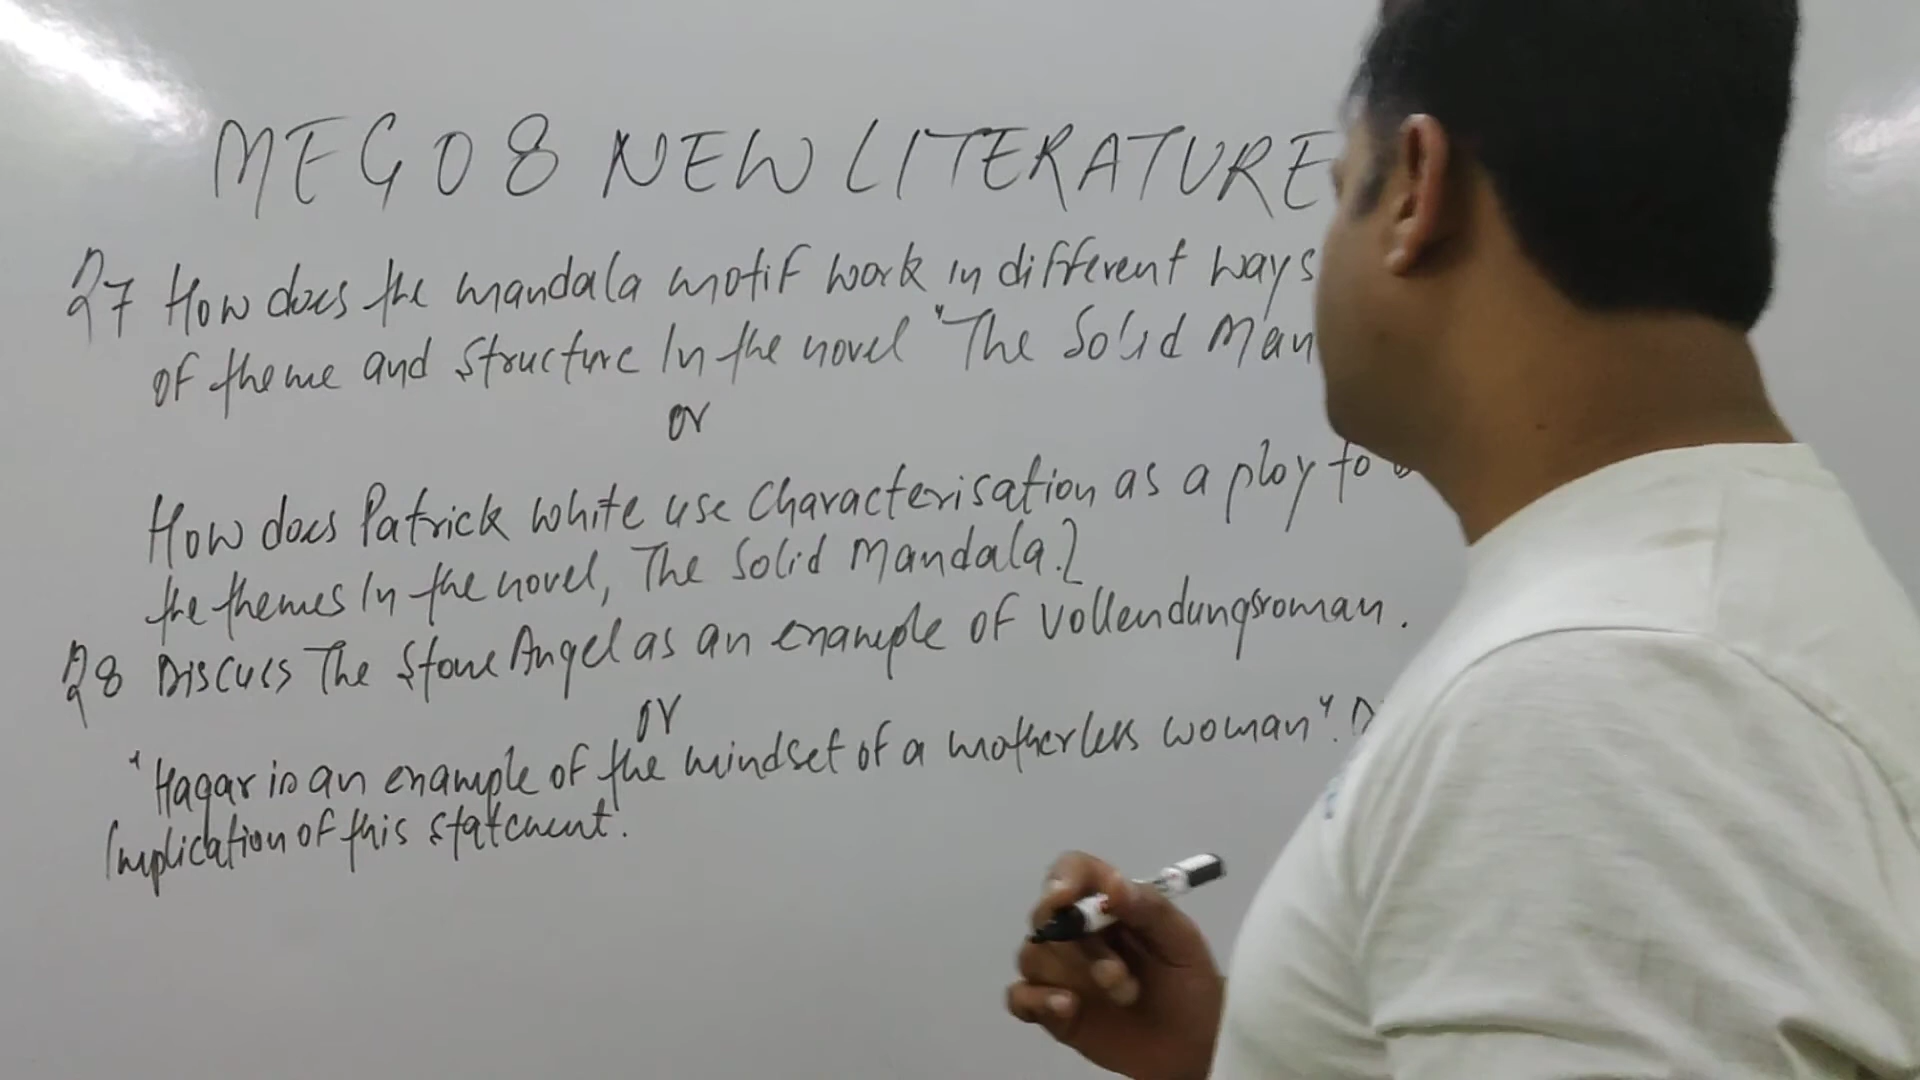 MEG 08 NEW LITERATURE
Q7 How does the mandala motif work in different ways
of theme and structure in the novel "The Solid Man
or
How does Patrick White use Characterisation as a ploy to
the themes in the novel, The Solid Mandala?
Q8 Discuss The Stone Angel as an example of Vollendungsroman.
or
"Hagar is an example of the mindset of a motherless woman". D
Implication of this statement.